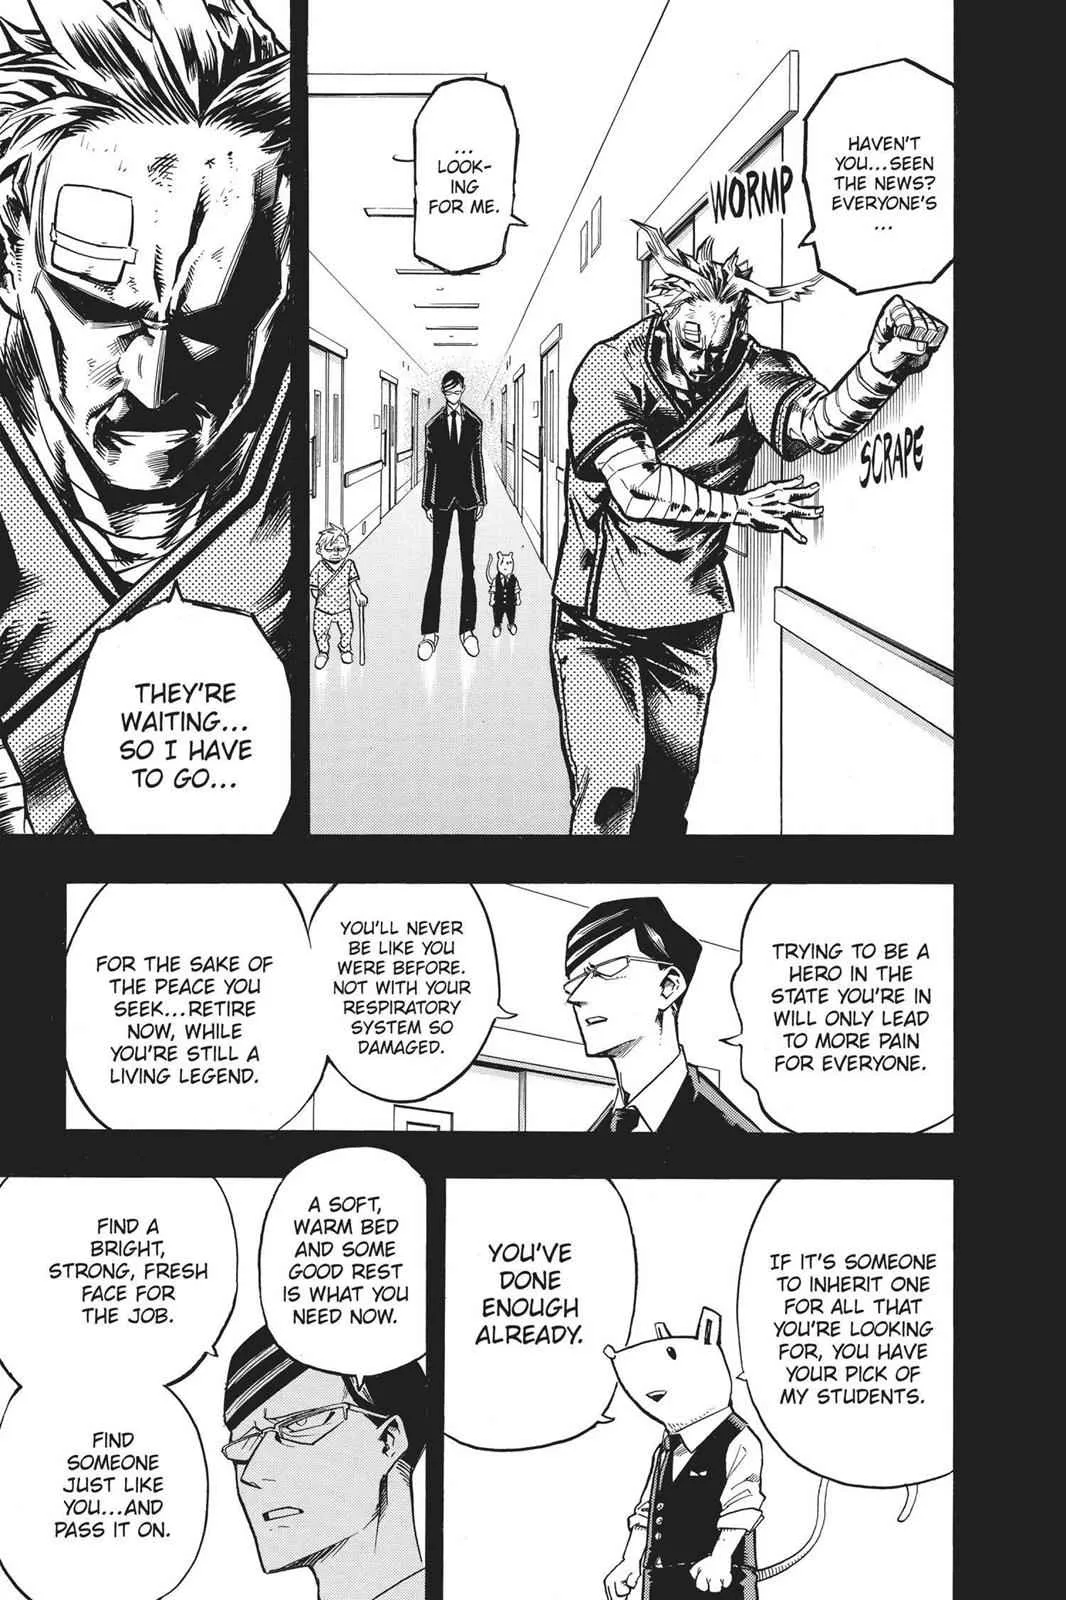 HAVEN'T
YOU...SEEN
THE NEWS?
EVERYONE'S
...
WORMP
SCRAPE
...
LOOK-
ING
FOR ME.
THEY'RE
WAITING...
SO I HAVE
TO GO...
TRYING TO BE A
HERO IN THE
STATE YOU'RE IN
WILL ONLY LEAD
TO MORE PAIN
FOR EVERYONE.
YOU'LL NEVER
BE LIKE YOU
WERE BEFORE.
NOT WITH YOUR
RESPIRATORY
SYSTEM SO
DAMAGED.
FOR THE SAKE OF
THE PEACE YOU
SEEK...RETIRE
NOW, WHILE
YOU'RE STILL A
LIVING LEGEND.
IF IT'S SOMEONE
TO INHERIT ONE
FOR ALL THAT
YOU'RE LOOKING
FOR, YOU HAVE
YOUR PICK OF
MY STUDENTS.
YOU'VE
DONE
ENOUGH
ALREADY.
A SOFT,
WARM BED
AND SOME
GOOD REST
IS WHAT YOU
NEED NOW.
FIND A
BRIGHT,
STRONG, FRESH
FACE FOR
THE JOB.
FIND
SOMEONE
JUST LIKE
YOU...AND
PASS IT ON.